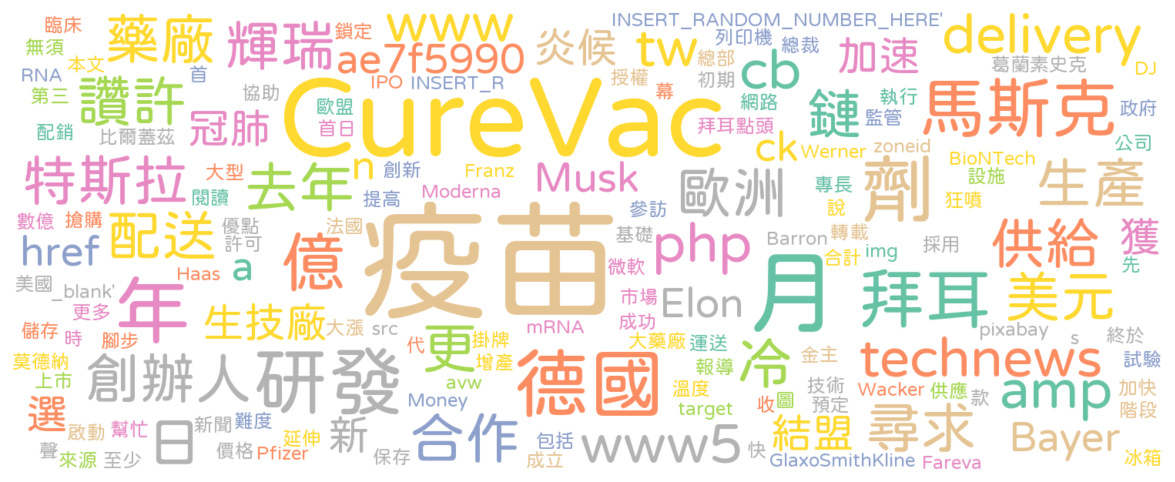 臨床 藥廠 輝瑞 鎖定 www 炎候 INSERT_RANDOM_NUMBER_HERE' delivery
無須 本文 ae7f5990 tw 列印機 總裁 加速 葛蘭素史克
RNA 首 IPO INSERT_R 授權 總部 cb 初期 DJ
第三 讚許 協助 歐盟 CureVac 幕 網路 鏈 執行 馬斯克 政府
配銷 比爾蓋茲 冠肺 首日 拜耳點頭 監管 公司
特斯拉 大型 去年 n 創新 Franz Musk ck Werner zoneid BioNTech 設施
閱讀 提高 Moderna 歐洲 專長 劑 狂噴 生產
數億 搶購 配送 優點 許可 法國 疫苗 參訪 基礎 php Barron 說 轉載 合計 img 採用 供給 獲
href Haas a 億 微軟 月 先
美國 _blank' 更多 年 Elon 拜耳 美元
儲存 時 腳步 生技廠 大漲 src 代 更 掛牌 mRNA 市場 成功 pixabay s 終於
莫德納 上市 創辦人 研發 avw 增產 德國 大藥廠 運送 報導 冷 金主 technews 試驗
選 Money 溫度 target 收 圖 技術 預定 Wacker 供應 款 amp 加快 階段
啟動 幫忙 日 新聞 難度 新 合作 包括 www5 結盟 尋求 Bayer
聲 來源 至少 價格 Pfizer 延伸 保存 成立 快 GlaxoSmithKline Fareva 冰箱